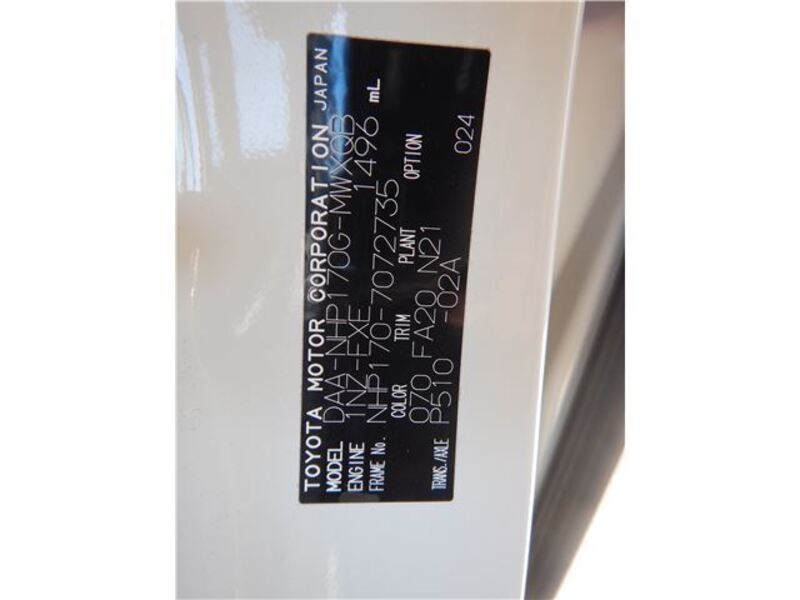 TOYOTA MOTOR CORPORATION JAPAN
MODEL DAA-NHP170G-MWXQB
ENGINE 1NZ-FXE 1496 mL
FRAME No. NHP170-7072735
COLOR TRIM PLANT OPTION
070 FA20 N21
TRANS./AXLE P510 -02A 024